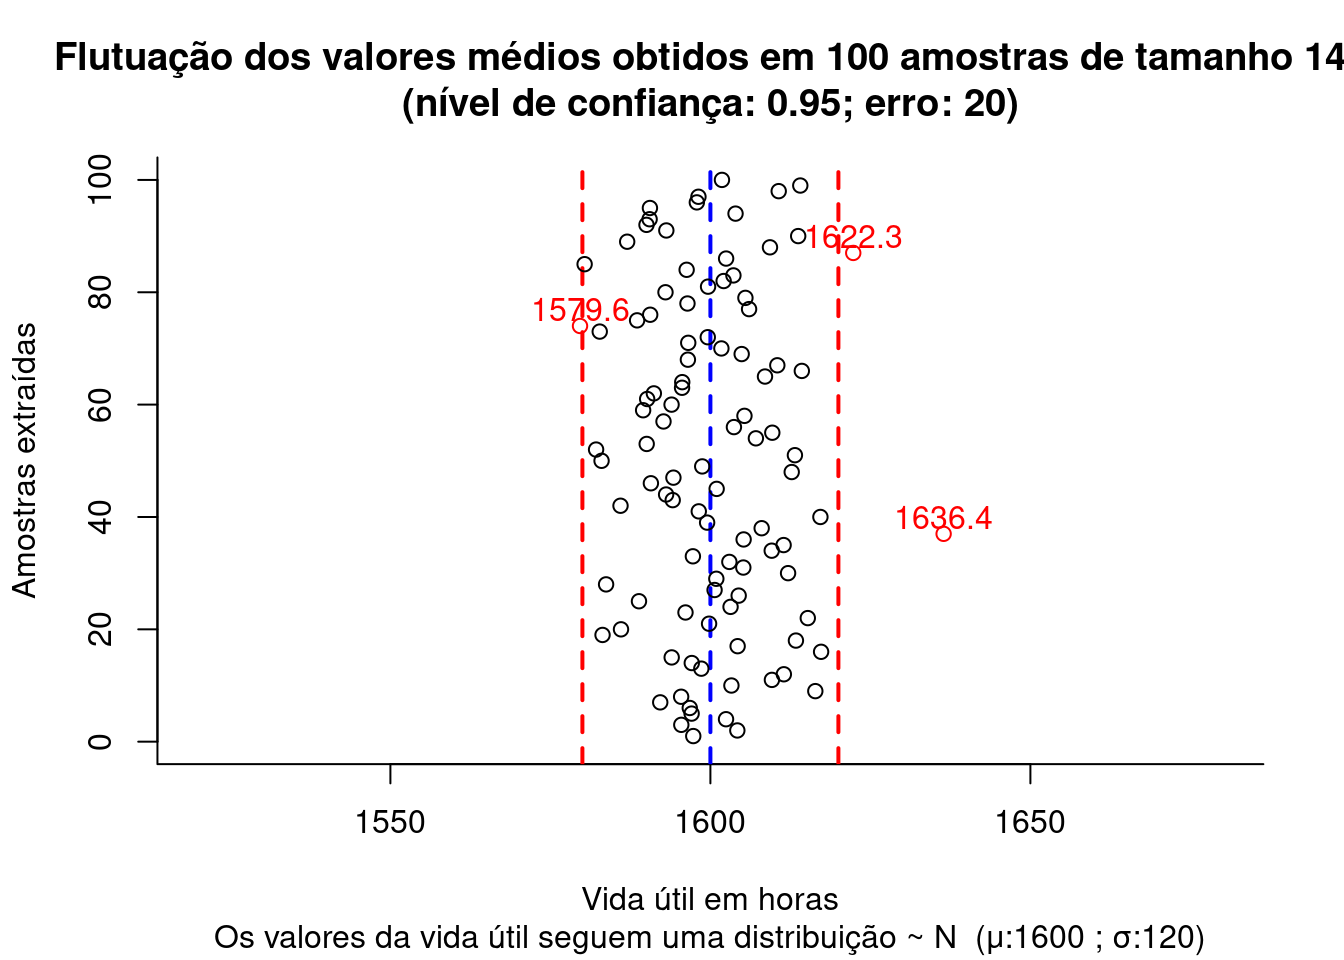 Flutuação dos valores médios obtidos em 100 amostras de tamanho 14
(nível de confiança: 0.95; erro: 20)
100
80
60
40
20
0
Amostras extraídas
1622.3
1579.6
1636.4
1550 1600 1650
Vida útil em horas
Os valores da vida útil seguem uma distribuição ~ N (μ:1600 ; σ:120)